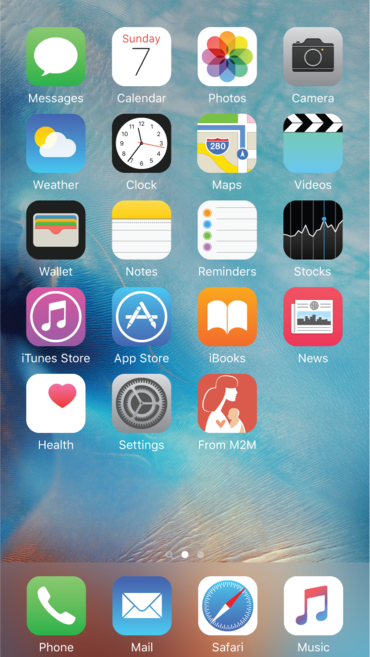 Sunday
7
Messages
Calendar
Photos
Camera
12
280
Weather
Clock
Maps
Videos
Wallet
Notes
Reminders
Stocks
iTunes Store
App Store
iBooks
News
Health
Settings
From M2M
Phone
Mail
Safari
Music